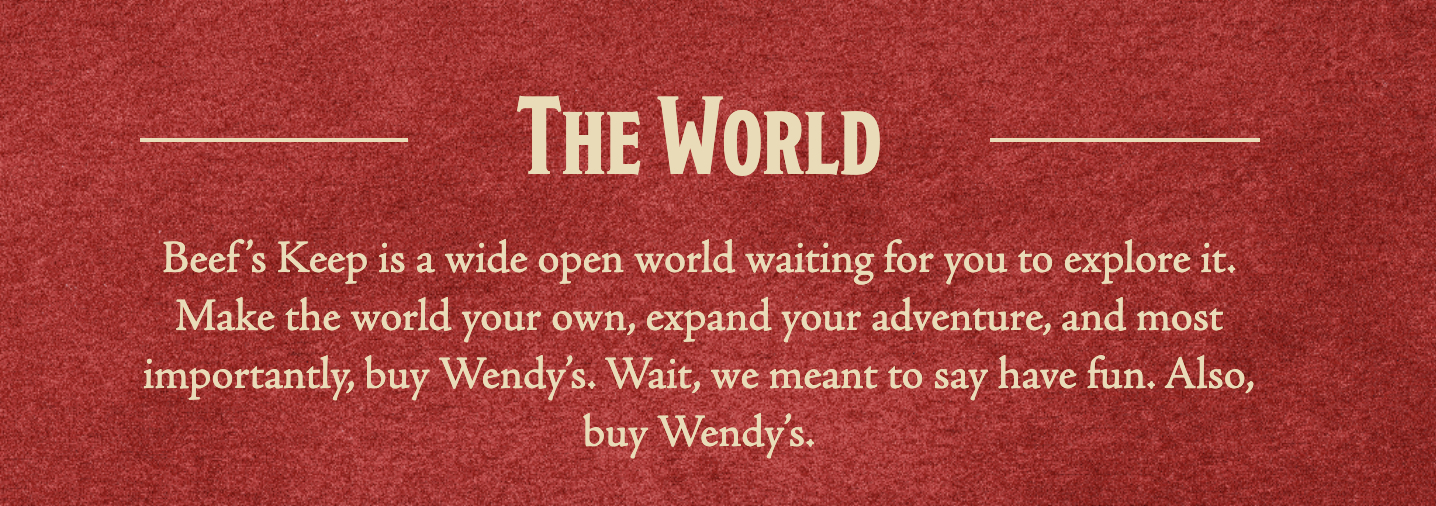 The World
Beef’s Keep is a wide open world waiting for you to explore it.
Make the world your own, expand your adventure, and most
importantly, buy Wendy’s. Wait, we meant to say have fun. Also,
buy Wendy’s.